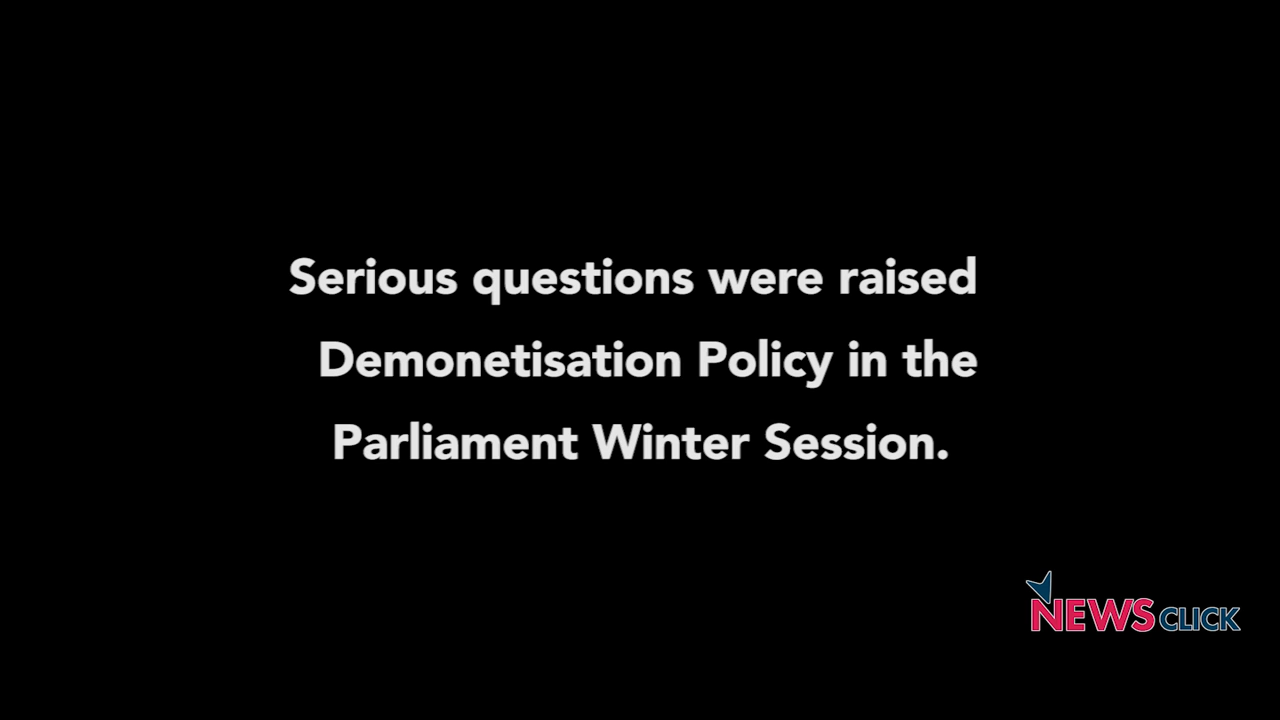 Serious questions were raised
Demonetisation Policy in the
Parliament Winter Session.
NEWSCLICK